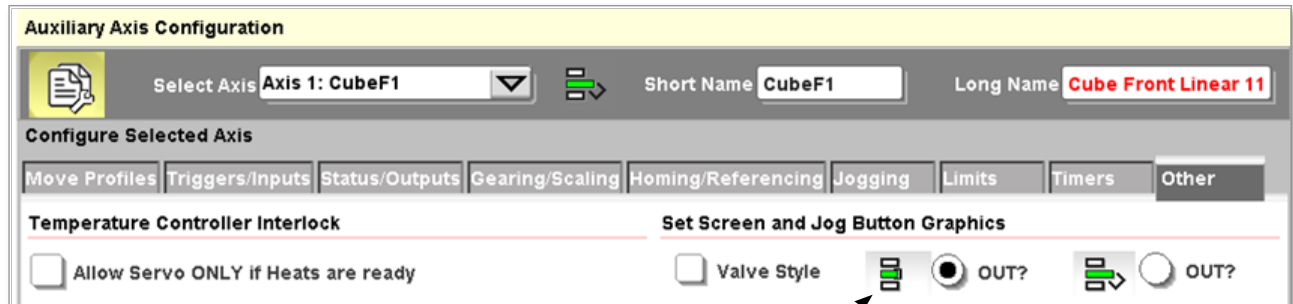 Auxiliary Axis Configuration
Select Axis Axis 1: CubeF1 Short Name CubeF1 Long Name Cube Front Linear 11
Configure Selected Axis
Move Profiles Triggers/Inputs Status/Outputs Gearing/Scaling Homing/Referencing Jogging Limits Timers Other
Temperature Controller Interlock Set Screen and Jog Button Graphics
Allow Servo ONLY if Heats are ready Valve Style OUT? OUT?